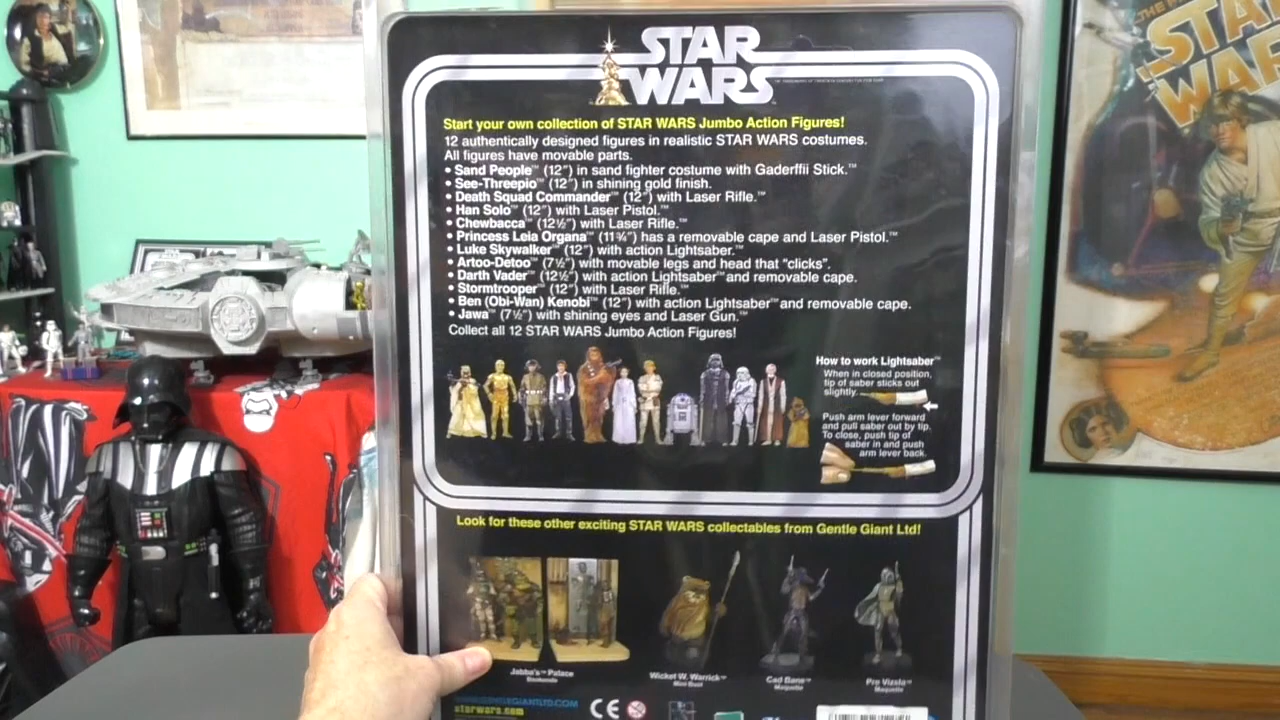 STAR
WARS
Start your own collection of STAR WARS Jumbo Action Figures!
12 authentically designed figures in realistic STAR WARS costumes.
All figures have movable parts.
• Sand People™ (12″) in sand fighter costume with Gaderffii Stick.™
• See-Threepio™ (12″) in shining gold finish.
• Death Squad Commander™ (12″) with Laser Rifle.™
• Han Solo™ (12″) with Laser Pistol.™
• Chewbacca™ (12½″) with Laser Rifle.™
• Princess Leia Organa™ (11¾″) has a removable cape and Laser Pistol.™
• Luke Skywalker™ (12″) with action Lightsaber.™
• Artoo-Detoo™ (7½″) with movable legs and head that “clicks”.
• Darth Vader™ (12½″) with action Lightsaber™ and removable cape.
• Stormtrooper™ (12″) with Laser Rifle.™
• Ben (Obi-Wan) Kenobi™ (12″) with action Lightsaber™ and removable cape.
• Jawa™ (7½″) with shining eyes and Laser Gun.™
Collect all 12 STAR WARS Jumbo Action Figures!
How to work Lightsaber™
When in closed position,
tip of saber sticks out
slightly.
Push arm lever forward
and pull saber out by tip.
To close, push tip of
saber in and push
arm lever back.
Look for these other exciting STAR WARS collectables from Gentle Giant Ltd!
Jabba's™ Palace
Bookends
Wicket W. Warrick™
Mini Bust
Cad Bane™
Maquette
Pre Vizsla™
Maquette
starwars.com
CE
THE
STA
WAR